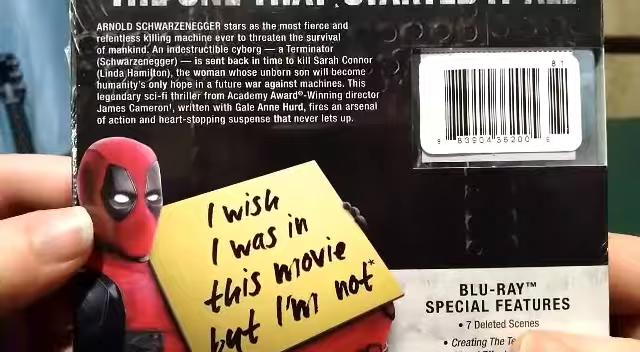 THE ONE THAT STARTED IT ALL
ARNOLD SCHWARZENEGGER stars as the most fierce and
relentless killing machine ever to threaten the survival
of mankind. An indestructible cyborg — a Terminator
(Schwarzenegger) — is sent back in time to kill Sarah Connor
(Linda Hamilton), the woman whose unborn son will become
humanity's only hope in a future war against machines. This
legendary sci-fi thriller from Academy Award®-Winning director
James Cameron†, written with Gale Anne Hurd, fires an arsenal
of action and heart-stopping suspense that never lets up.
81
8 83904 35200 6
I wish
I was in
this movie
but I'm not*
BLU-RAY™
SPECIAL FEATURES
• 7 Deleted Scenes
• Creating The